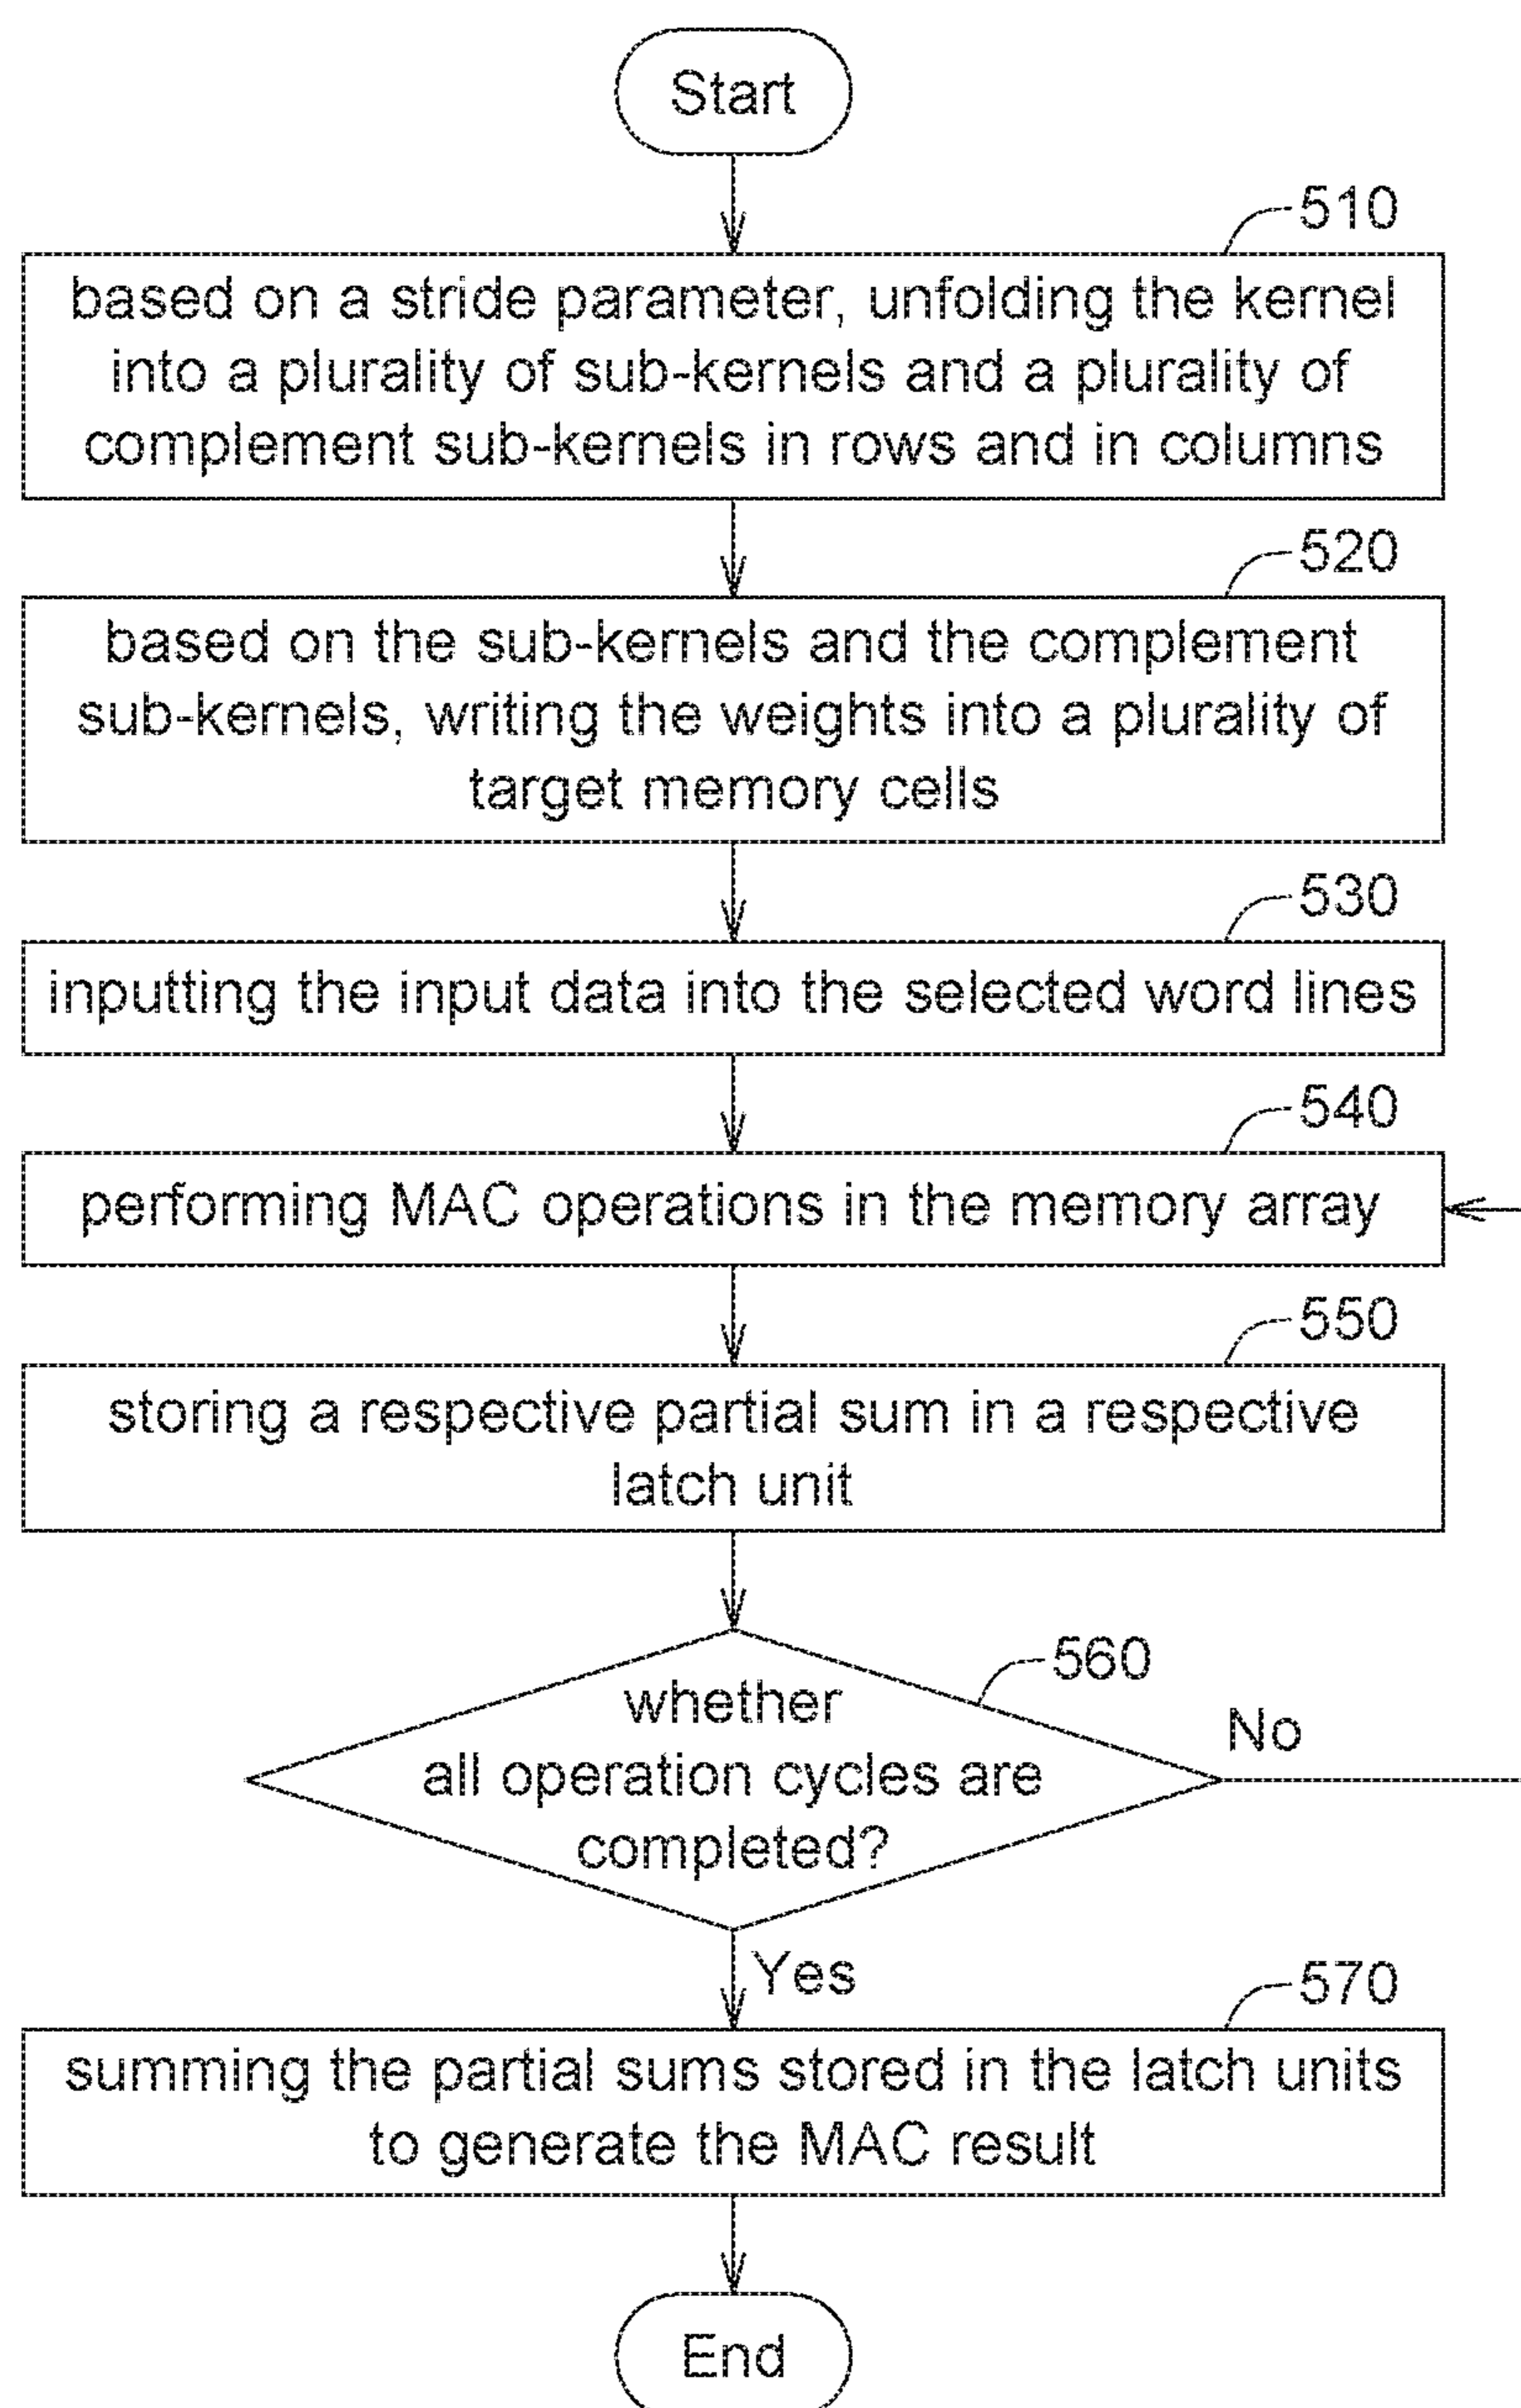 Start
510
based on a stride parameter, unfolding the kernel
into a plurality of sub-kernels and a plurality of
complement sub-kernels in rows and in columns
520
based on the sub-kernels and the complement
sub-kernels, writing the weights into a plurality of
target memory cells
530
inputting the input data into the selected word lines
540
performing MAC operations in the memory array
550
storing a respective partial sum in a respective
latch unit
560
whether
all operation cycles are
completed?
No
Yes
570
summing the partial sums stored in the latch units
to generate the MAC result
End